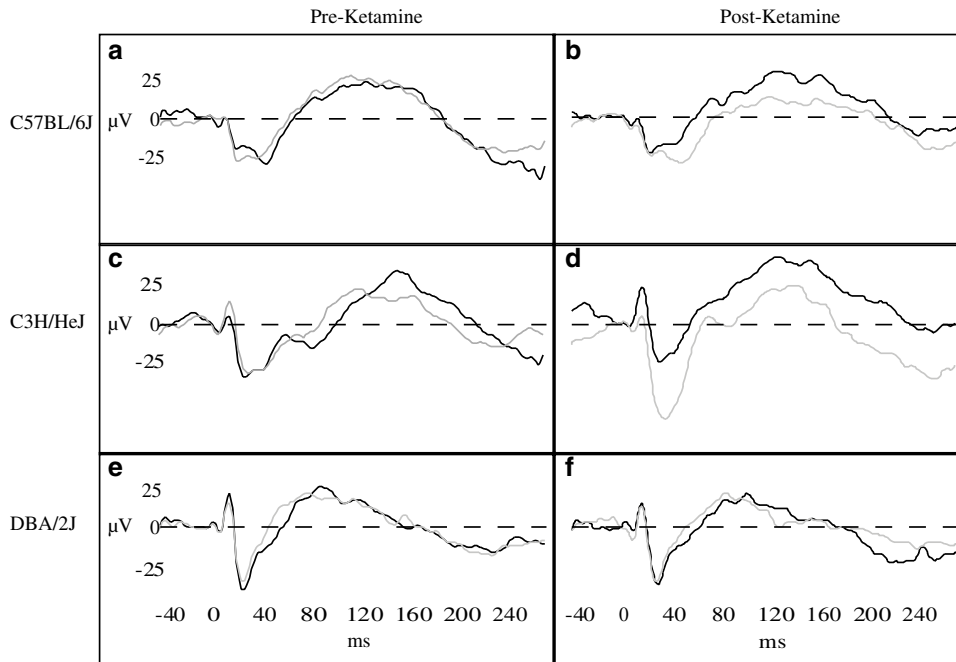 Pre-Ketamine Post-Ketamine
a b
25
C57BL/6J µV 0
-25
c d
25
C3H/HeJ µV 0
-25
e f
25
DBA/2J µV 0
-25
-40 0 40 80 120 160 200 240 -40 0 40 80 120 160 200 240
ms ms